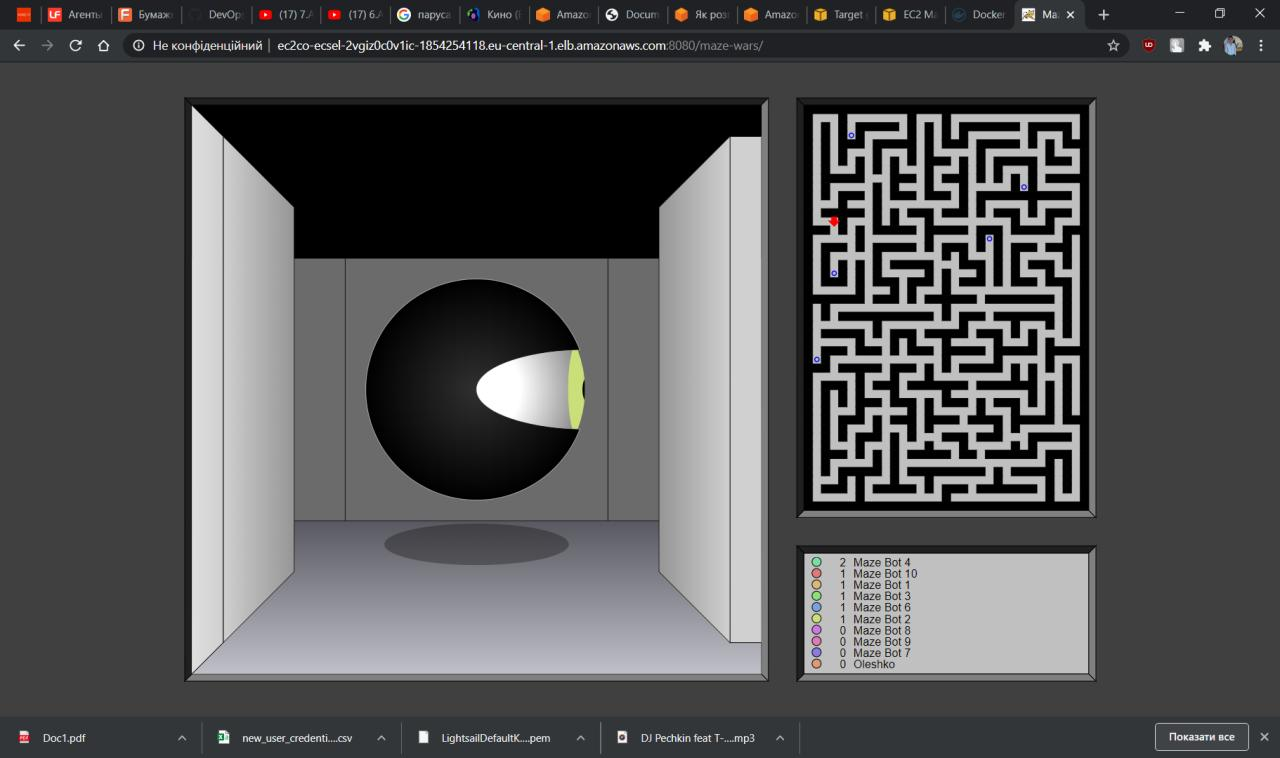 Агенты
Бумажн
DevOp
(17) 7.
(17) 6.
паруса
Кино (
Amazo
Docum
Як роз
Amazo
Target
EC2 Ma
Docker
Ma
Не конфіденційний | ec2co-ecsel-2vgiz0c0v1ic-1854254118.eu-central-1.elb.amazonaws.com:8080/maze-wars/
2 Maze Bot 4
1 Maze Bot 10
1 Maze Bot 1
1 Maze Bot 3
1 Maze Bot 6
1 Maze Bot 2
0 Maze Bot 8
0 Maze Bot 9
0 Maze Bot 7
0 Oleshko
Doc1.pdf
new_user_credenti....csv
LightsailDefaultK....pem
DJ Pechkin feat T-....mp3
Показати все